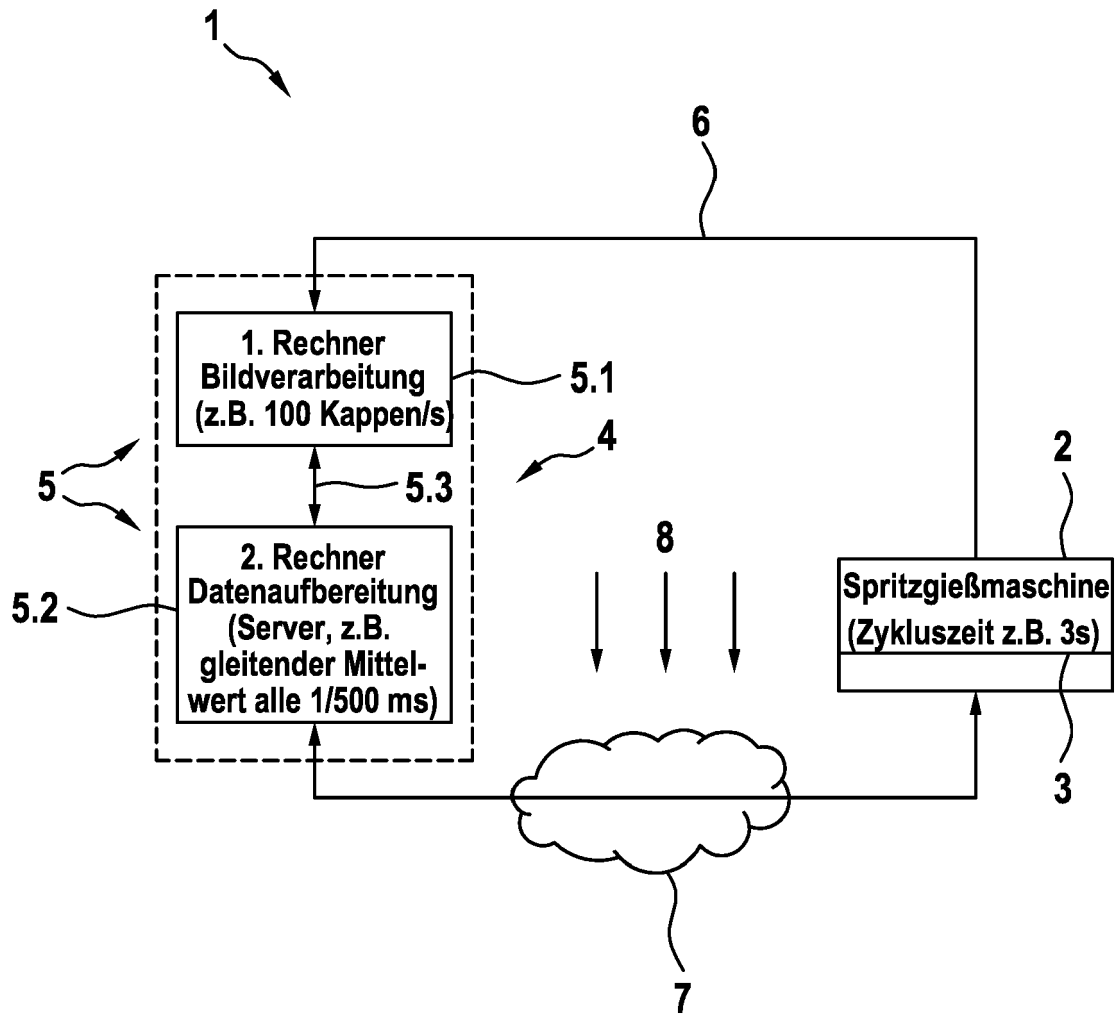 1
6
1. Rechner
Bildverarbeitung
(z.B. 100 Kappen/s)
5.1
4
5
5.3
2
8
2. Rechner
Datenaufbereitung
(Server, z.B.
gleitender Mittel-
wert alle 1/500 ms)
5.2
Spritzgießmaschine
(Zykluszeit z.B. 3s)
3
7